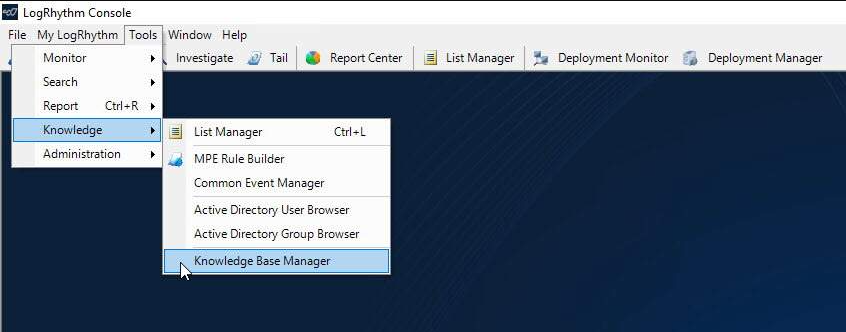 LogRhythm Console
File My LogRhythm Tools Window Help
Investigate Tail Report Center List Manager Deployment Monitor Deployment Manager
Monitor
Search
Report Ctrl+R
Knowledge
Administration
List Manager Ctrl+L
MPE Rule Builder
Common Event Manager
Active Directory User Browser
Active Directory Group Browser
Knowledge Base Manager